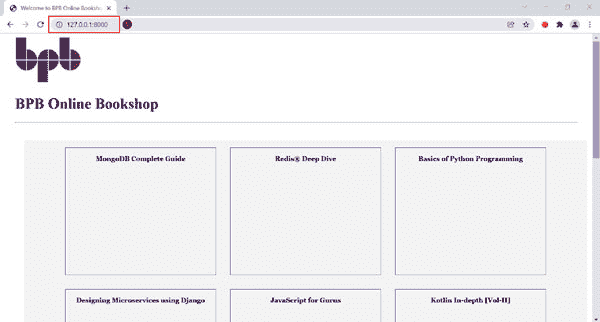 Welcome to BPB Online Booksh
127.0.0.1:8000
bpb
BPB Online Bookshop
MongoDB Complete Guide
Redis® Deep Dive
Basics of Python Programming
Designing Microservices using Django
JavaScript for Gurus
Kotlin In-depth [Vol-II]